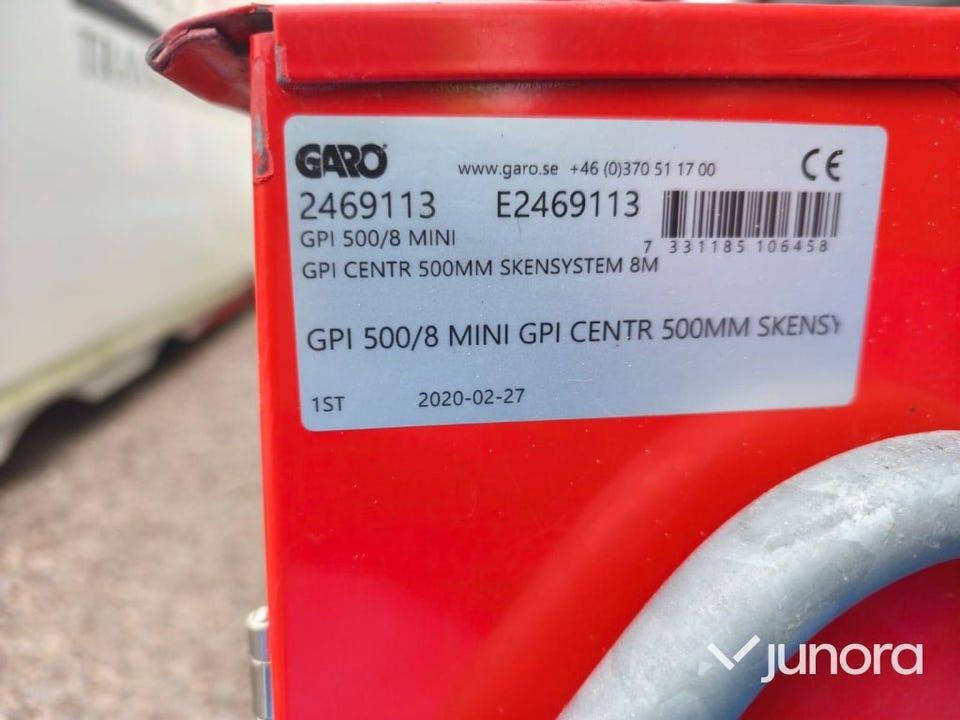 TRA
GARO www.garo.se +46 (0)370 51 17 00 CE
2469113 E2469113
GPI 500/8 MINI 7 331185 106458
GPI CENTR 500MM SKENSYSTEM 8M
GPI 500/8 MINI GPI CENTR 500MM SKENSY
1ST 2020-02-27
junora